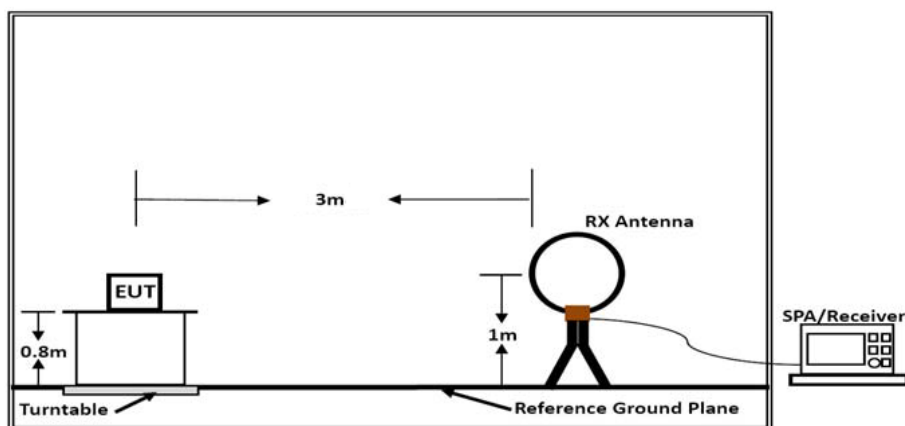 3m
RX Antenna
EUT
SPA/Receiver
0.8m
1m
Turntable
Reference Ground Plane